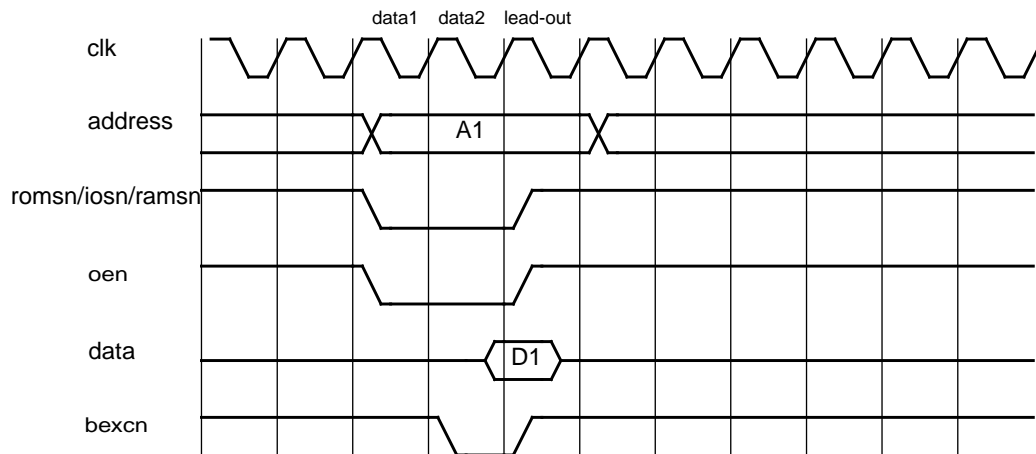 data1 data2 lead-out
clk
address
A1
romsn/iosn/ramsn
oen
data
D1
bexcn